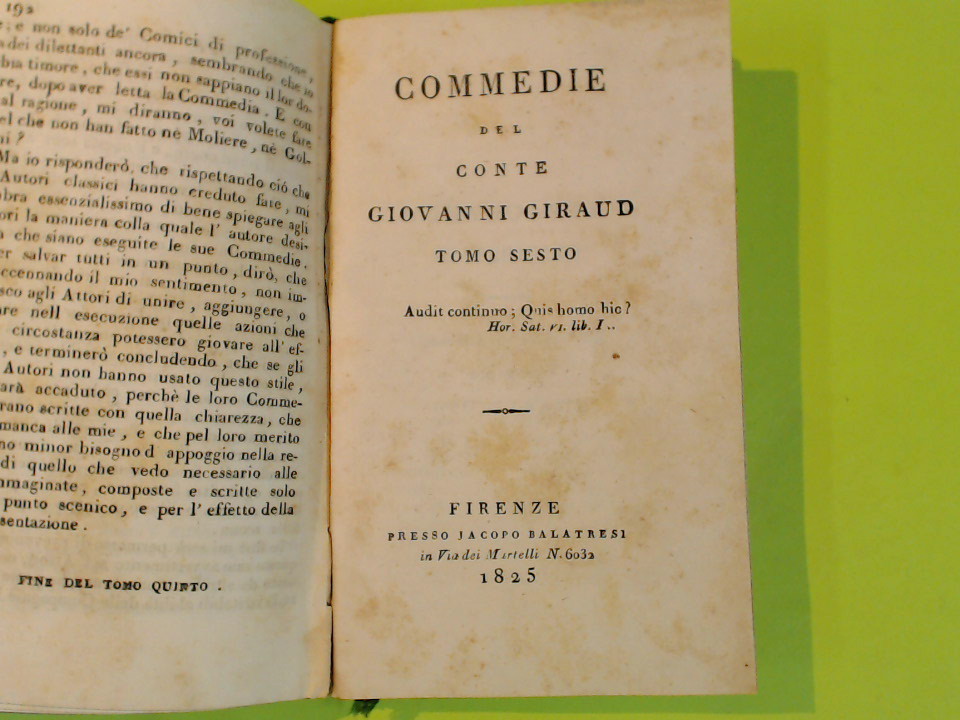 192
e non solo de' Comici di professione,
dei dilettanti ancora, sembrando che io
bia timore, che essi non sappiano il lor do-
re, dopo aver letta la Commedia. E con
al ragione, mi diranno, voi volete fare
el che non han fatto nè Moliere, nè Gol-
ni?
Ma io risponderò che rispettando ciò che
Autori classici hanno creduto fare, mi
bra essenzialissimo di bene spiegare agli
ori la maniera colla quale l' autore desi-
a che siano eseguite le sue Commedie.
er salvar tutti in un punto, dirò, che
ccennando il mio sentimento, non im-
sco agli Attori di unire, aggiungere, o
are nell esecuzione quelle azioni che
circostanza potessero giovare all' ef-
, e terminerò concludendo, che se gli
Autori non hanno usato questo stile,
arà accaduto, perchè le loro Comme-
rano scritte con quella chiarezza, che
manca alle mie, e che pel loro merito
no minor bisogno d appoggio nella re-
di quello che vedo necessario alle
mmaginate, composte e scritte solo
punto scenico, e per l' effetto della
sentazione.
FINE DEL TOMO QUINTO.
COMMEDIE
DEL
CONTE
GIOVANNI GIRAUD
TOMO SESTO
Audit continuo; Quis homo hic?
Hor. Sat. VI. lib. I..
FIRENZE
PRESSO JACOPO BALATRESI
in Via dei Martelli N. 6032
1825